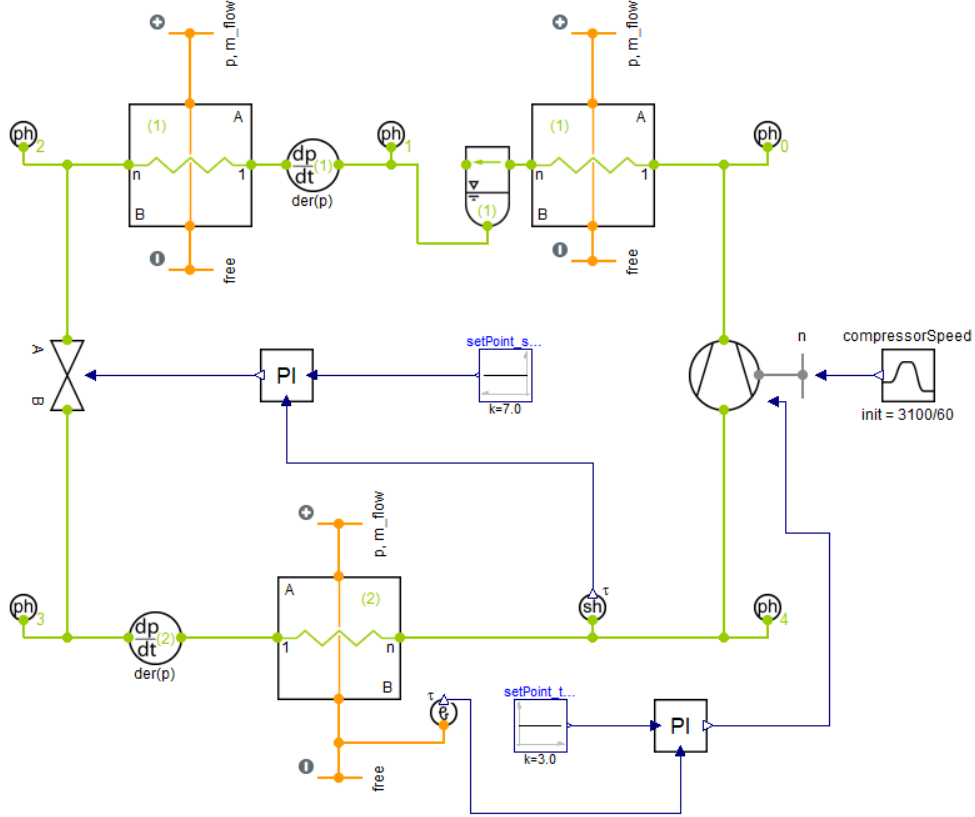 p, m_flow
p, m_flow
ph
2
(1)
A
n
1
B
dp
dt
(1)
der(p)
ph
1
(1)
(1)
A
n
1
B
ph
0
free
free
A
B
PI
setPoint_s...
k=7.0
n
compressorSpeed
init = 3100/60
p, m_flow
ph
3
dp
dt
(2)
der(p)
A
(2)
1
n
B
τ
sh
ph
4
free
τ
setPoint_t...
k=3.0
PI